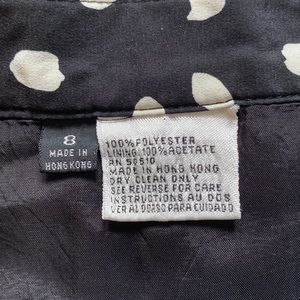 8
MADE IN
HONG KONG
100% POLYESTER
LINING:100% ACETATE
RN 56810
MADE IN HONG KONG
DRY CLEAN ONLY
SEE REVERSE FOR CARE
INSTRUCTIONS AU DOS
VER AL DORSO PARA CUIDADO